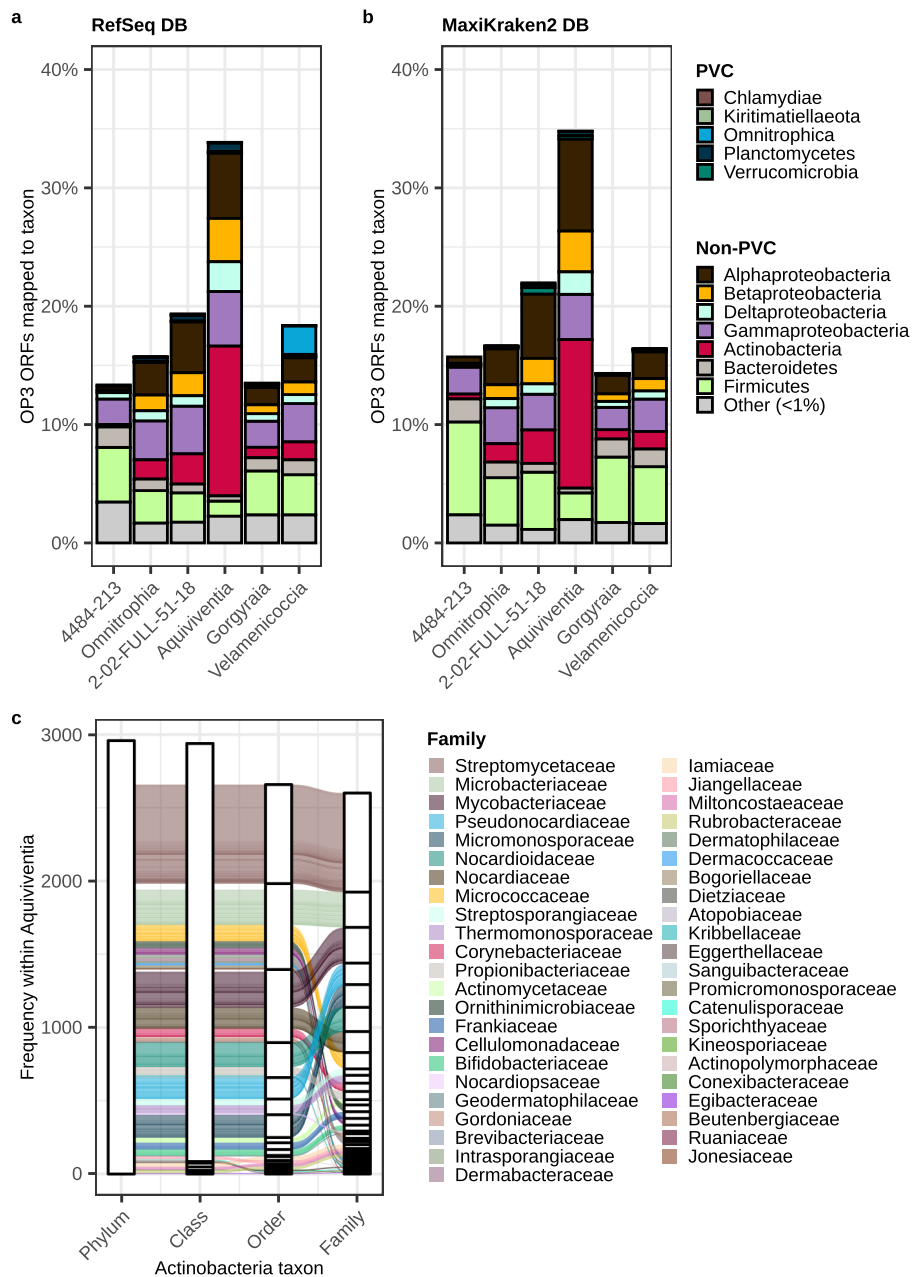 a
RefSeq DB
b
MaxiKraken2 DB
OP3 ORFs mapped to taxon
40%
30%
20%
10%
0%
4484-213
Omnitrophia
2-02-FULL-51-18
Aquiviventia
Gorgyraia
Velamenicoccia
OP3 ORFs mapped to taxon
40%
30%
20%
10%
0%
4484-213
Omnitrophia
2-02-FULL-51-18
Aquiviventia
Gorgyraia
Velamenicoccia
PVC
Chlamydiae
Kiritimatiellaeota
Omnitrophica
Planctomycetes
Verrucomicrobia
Non-PVC
Alphaproteobacteria
Betaproteobacteria
Deltaproteobacteria
Gammaproteobacteria
Actinobacteria
Bacteroidetes
Firmicutes
Other (<1%)
c
Frequency within Aquiviventia
3000
2000
1000
0
Phylum
Class
Order
Family
Actinobacteria taxon
Family
Streptomycetaceae
Microbacteriaceae
Mycobacteriaceae
Pseudonocardiaceae
Micromonosporaceae
Nocardioidaceae
Nocardiaceae
Micrococcaceae
Streptosporangiaceae
Thermomonosporaceae
Corynebacteriaceae
Propionibacteriaceae
Actinomycetaceae
Ornithinimicrobiaceae
Frankiaceae
Cellulomonadaceae
Bifidobacteriaceae
Nocardiopsaceae
Geodermatophilaceae
Gordoniaceae
Brevibacteriaceae
Intrasporangiaceae
Dermabacteraceae
Iamiaceae
Jiangellaceae
Miltoncostaeaceae
Rubrobacteraceae
Dermatophilaceae
Dermacoccaceae
Bogoriellaceae
Dietziaceae
Atopobiaceae
Kribbellaceae
Eggerthellaceae
Sanguibacteraceae
Promicromonosporaceae
Catenulisporaceae
Sporichthyaceae
Kineosporiaceae
Actinopolymorphaceae
Conexibacteraceae
Egibacteraceae
Beutenbergiaceae
Ruaniaceae
Jonesiaceae